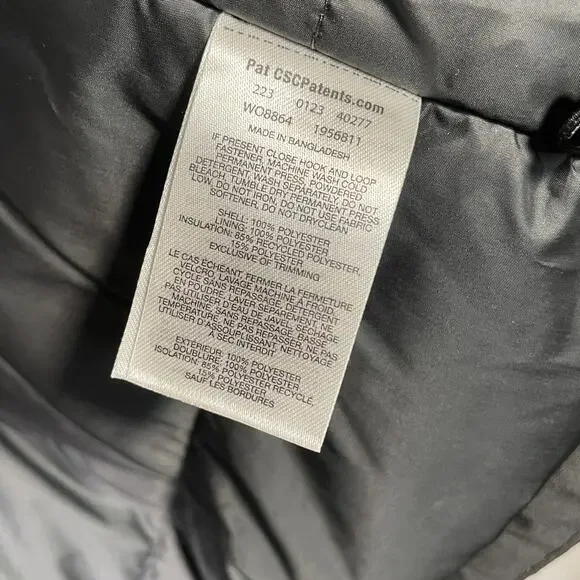 Pat CSCPatents.com
223 0123 40277
WO8864 1956811
MADE IN BANGLADESH
IF PRESENT CLOSE HOOK AND LOOP
FASTENER, MACHINE WASH COLD
PERMANENT PRESS, POWDERED
DETERGENT, WASH SEPARATELY, DO NOT
BLEACH, TUMBLE DRY PERMANENT PRESS
LOW, DO NOT IRON, DO NOT USE FABRIC
SOFTENER, DO NOT DRYCLEAN
SHELL: 100% POLYESTER
LINING: 100% POLYESTER
INSULATION: 85% RECYCLED POLYESTER,
15% POLYESTER
EXCLUSIVE OF TRIMMING
LE CAS ÉCHEANT, FERMER LA FERMETURE
VELCRO, LAVAGE MACHINE A FROID,
CYCLE SANS REPASSAGE, DETERGENT
EN POUDRE, LAVER SEPAREMENT, NE
PAS UTILISER D'EAU DE JAVEL, SECHAGE
MACHINE, SANS REPASSAGE, BASSE
TEMPÉRATURE, NE PAS REPASSER, NE PAS
UTILISER D'ASSOUPLISSANT, NETTOYAGE
A SEC INTERDIT
EXTÉRIEUR: 100% POLYESTER
DOUBLURE: 100% POLYESTER
ISOLATION: 85% POLYESTER RECYCLÉ,
15% POLYESTER
SAUF LES BORDURES